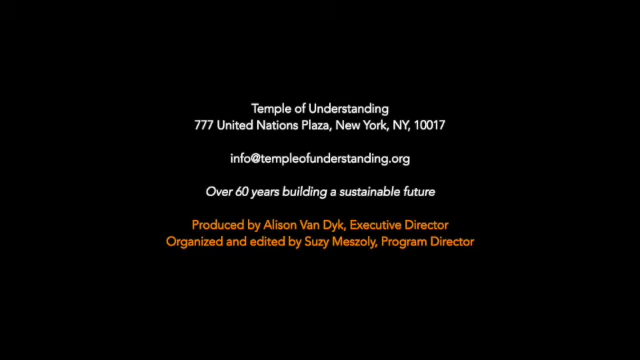 Temple of Understanding
777 United Nations Plaza, New York, NY, 10017
info@templeofunderstanding.org
Over 60 years building a sustainable future
Produced by Alison Van Dyk, Executive Director
Organized and edited by Suzy Meszoly, Program Director